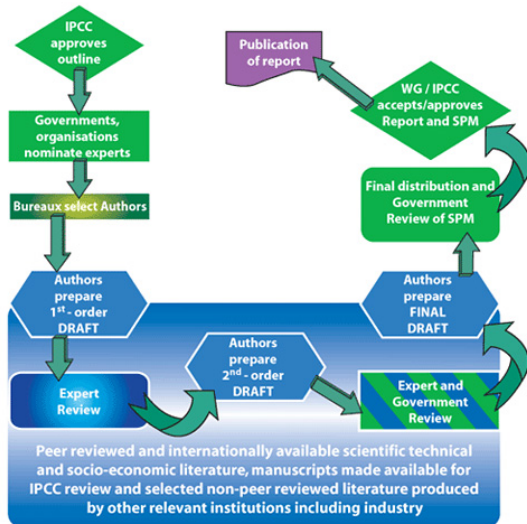 IPCC
approves
outline
Governments,
organisations
nominate experts
Bureaux select Authors
Authors
prepare
1st - order
DRAFT
Expert
Review
Authors
prepare
2nd - order
DRAFT
Expert and
Government
Review
Authors
prepare
FINAL
DRAFT
Final distribution and
Government
Review of SPM
WG / IPCC
accepts/approves
Report and SPM
Publication
of report
Peer reviewed and internationally available scientific technical
and socio-economic literature, manuscripts made available for
IPCC review and selected non-peer reviewed literature produced
by other relevant institutions including industry